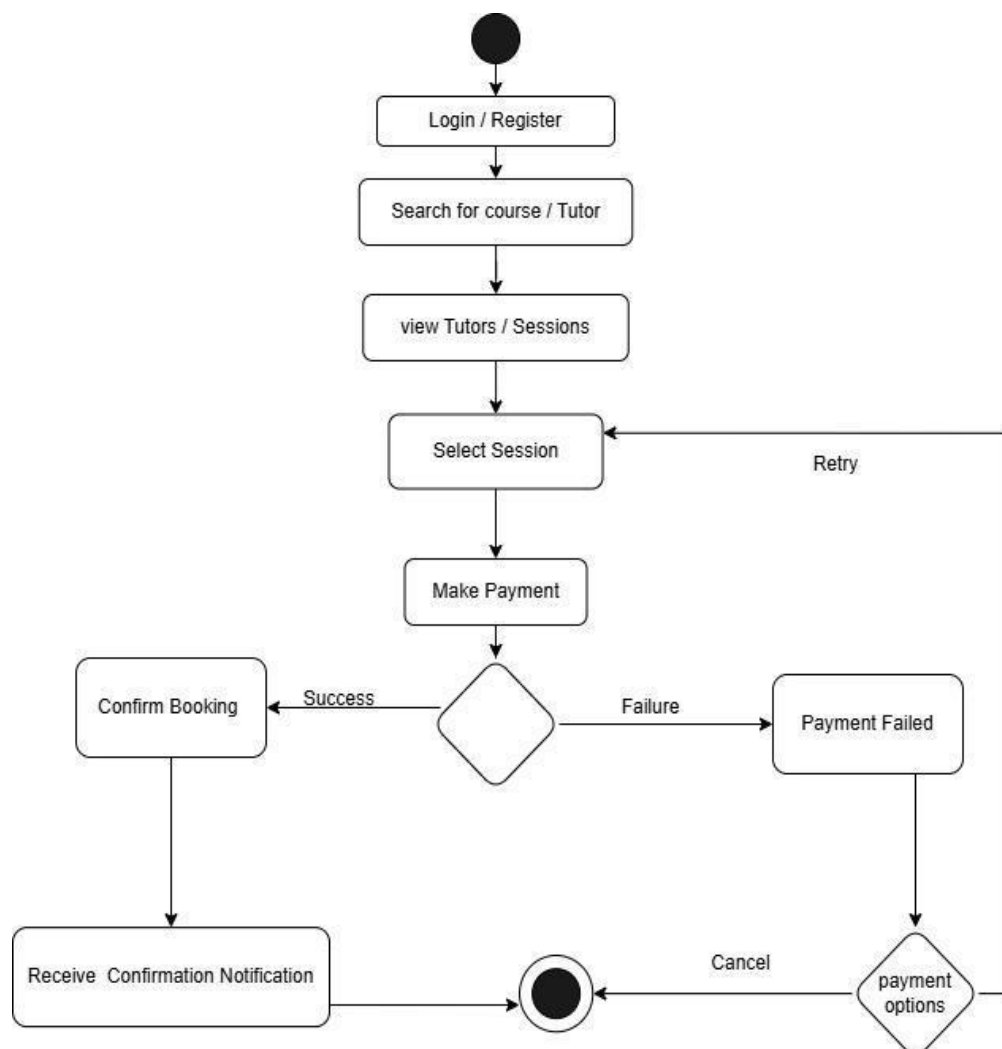 Login / Register
Search for course / Tutor
view Tutors / Sessions
Select Session
Retry
Make Payment
Success
Confirm Booking
Failure
Payment Failed
Receive Confirmation Notification
Cancel
payment
options